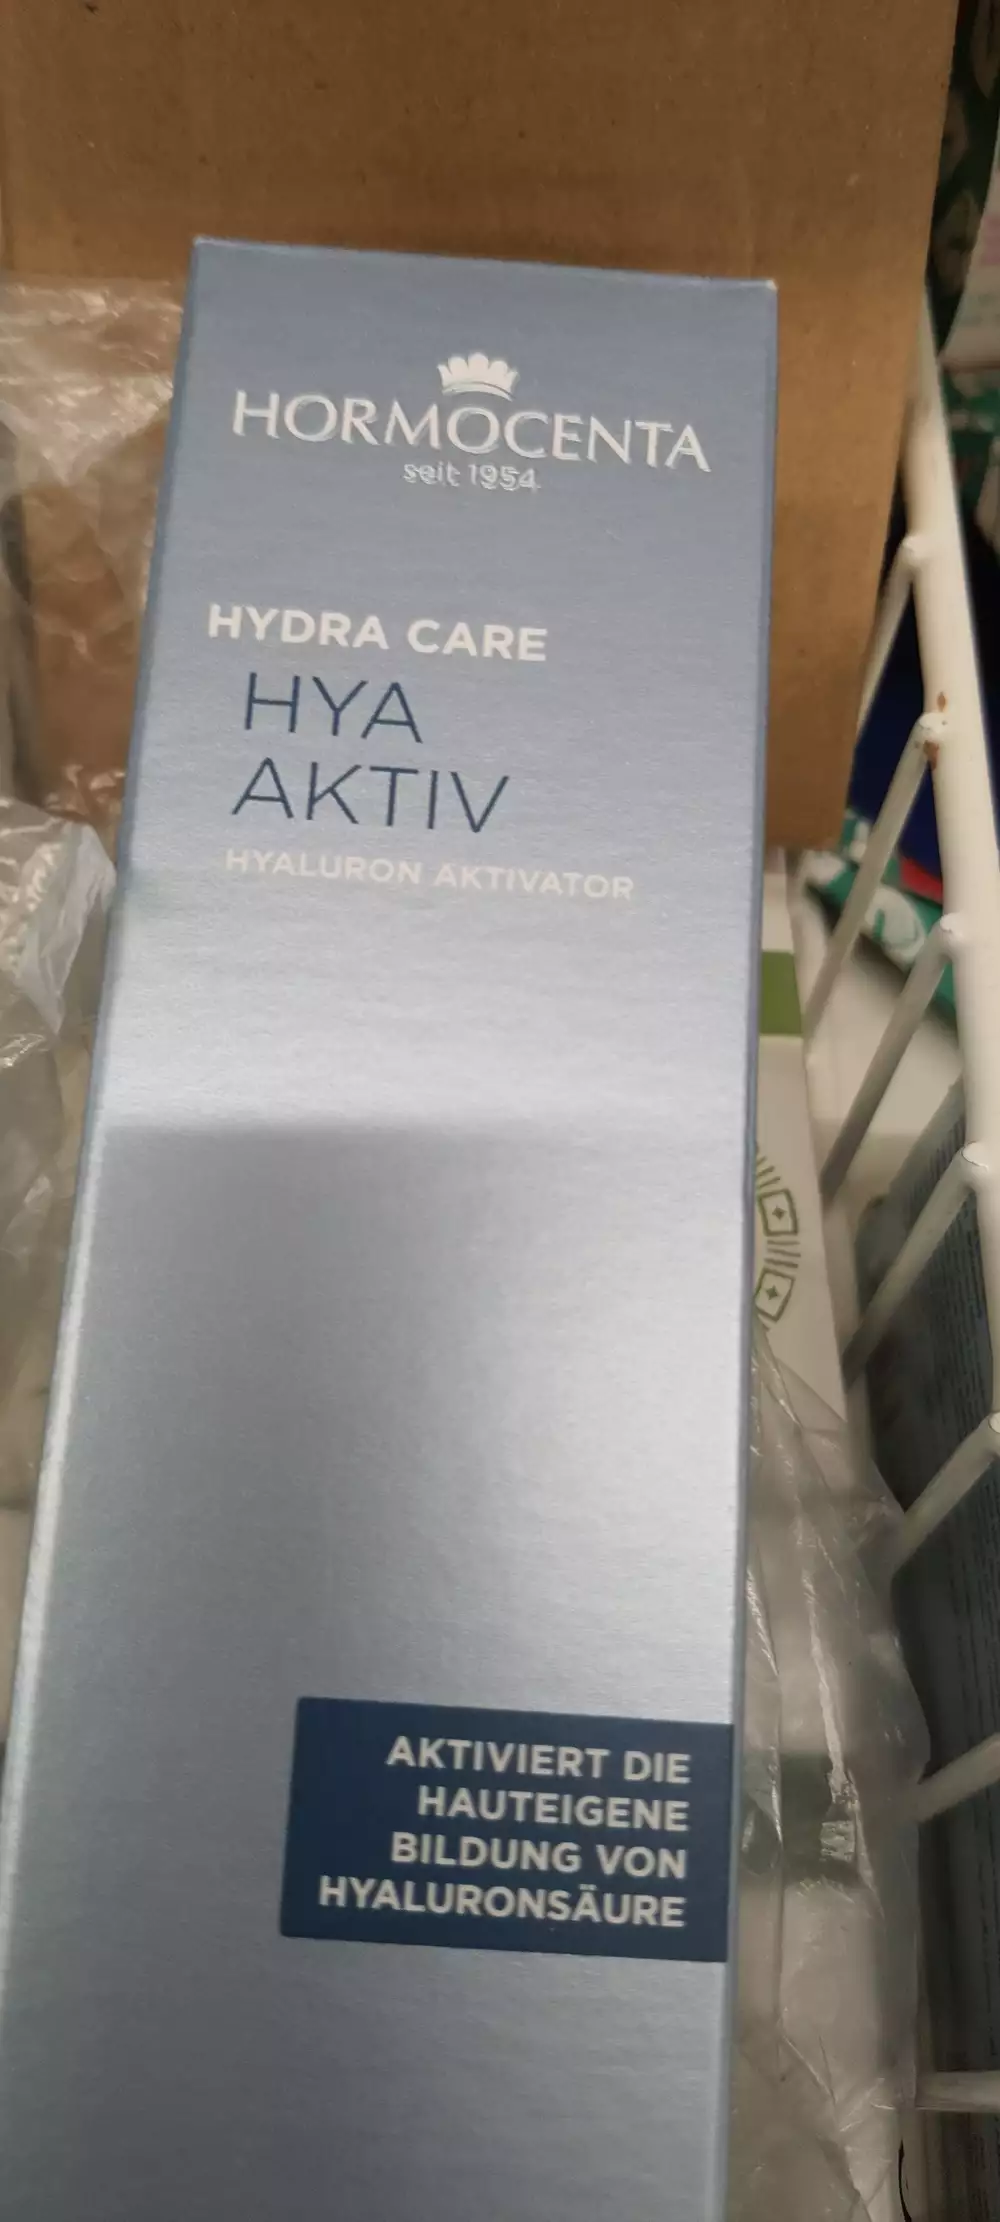 HORMOCENTA
seit 1954
HYDRA CARE
HYA
AKTIV
HYALURON AKTIVATOR
AKTIVIERT DIE
HAUTEIGENE
BILDUNG VON
HYALURONSÄURE